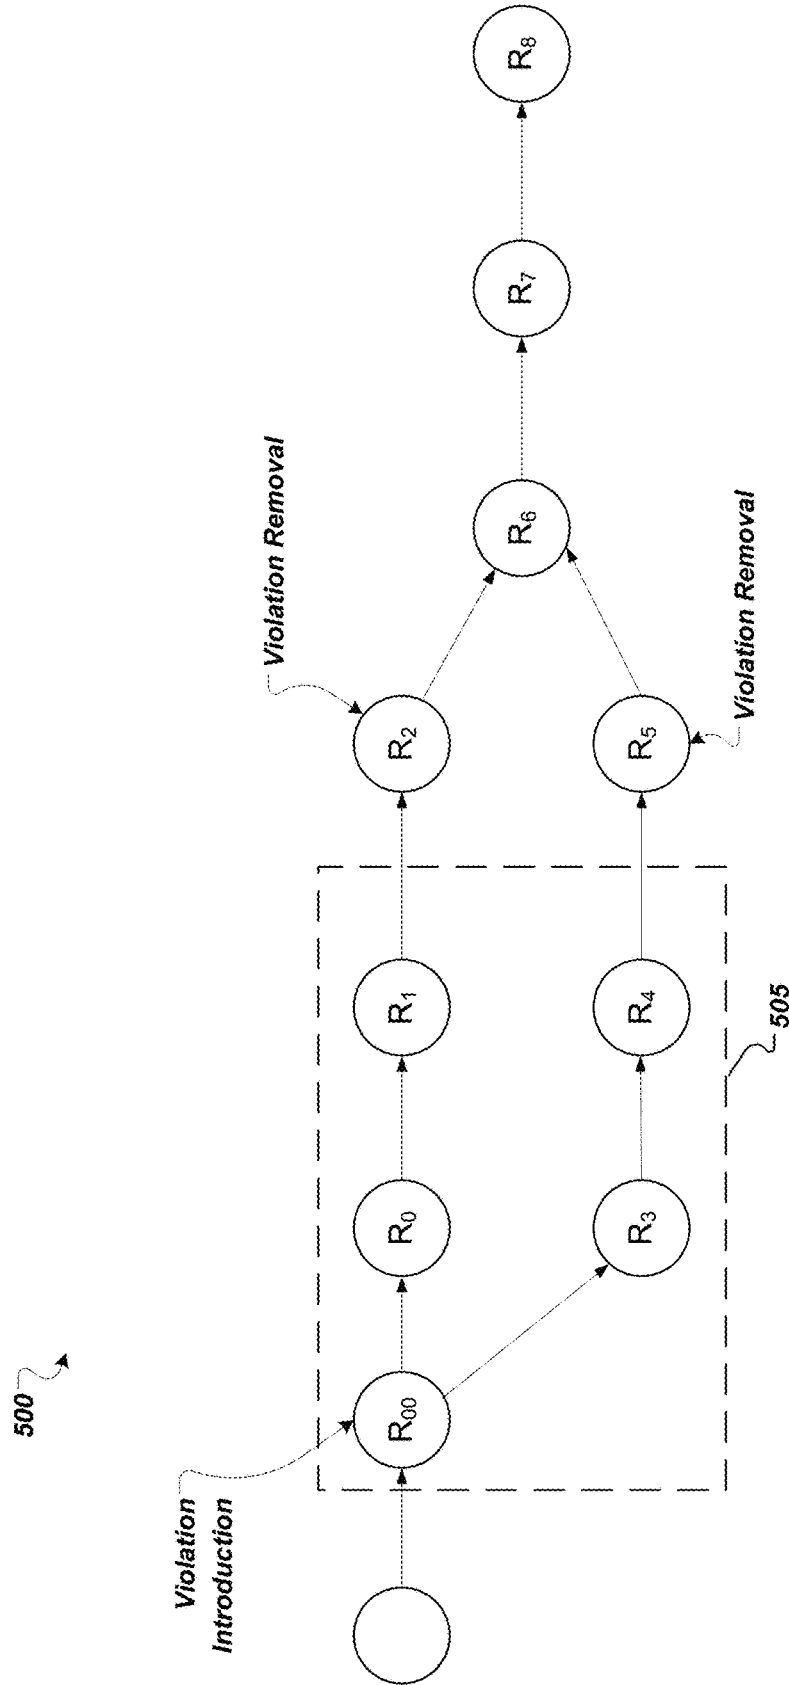 500
Violation
Introduction
R00
R0
R1
R2
Violation Removal
R3
R4
R5
Violation Removal
R6
R7
R8
505